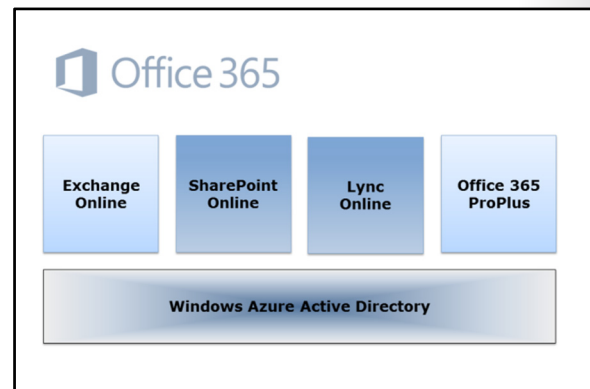 Office 365
Exchange
Online
SharePoint
Online
Lync
Online
Office 365
ProPlus
Windows Azure Active Directory